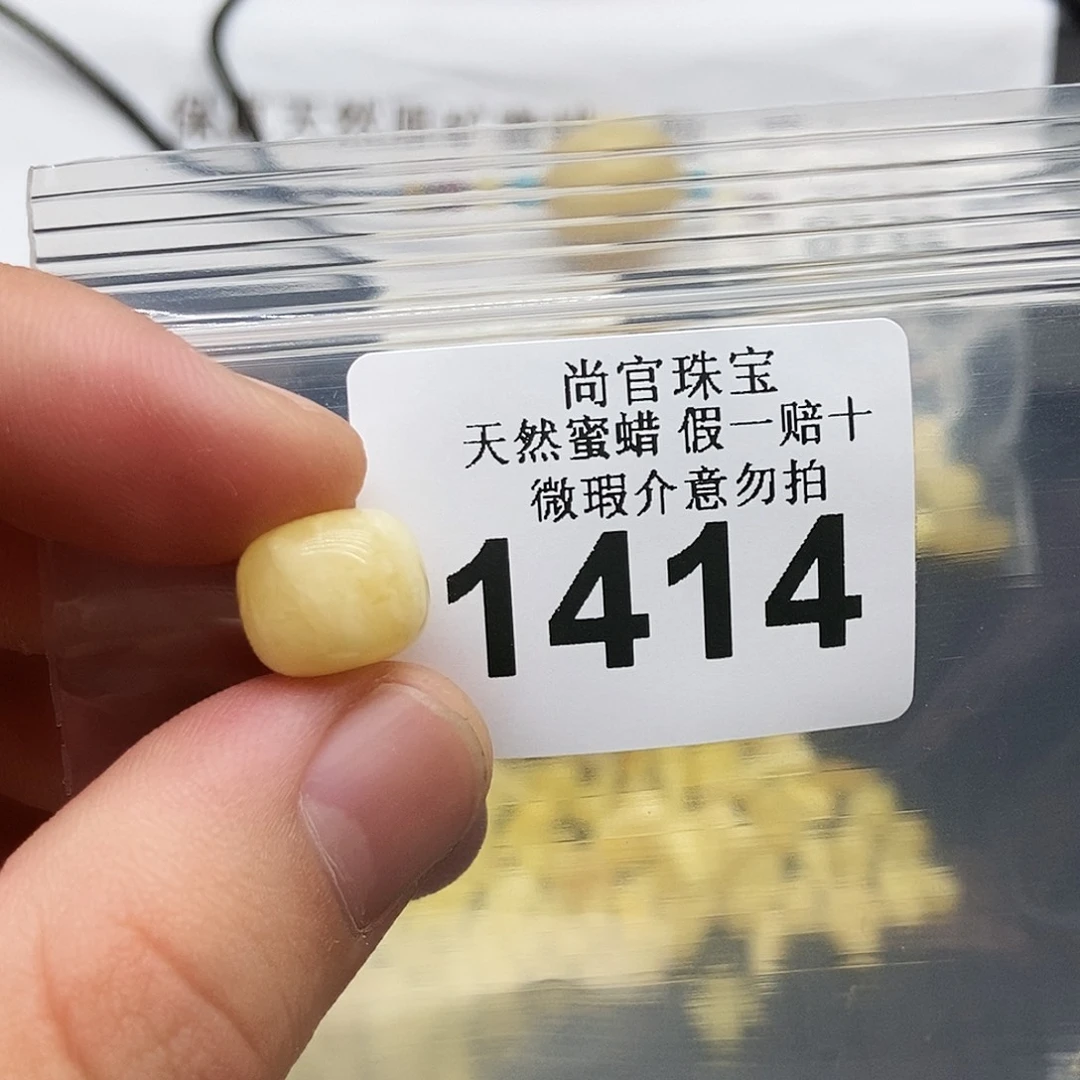 尚官珠宝
天然蜜蜡 假一赔十
微瑕介意勿拍
1414